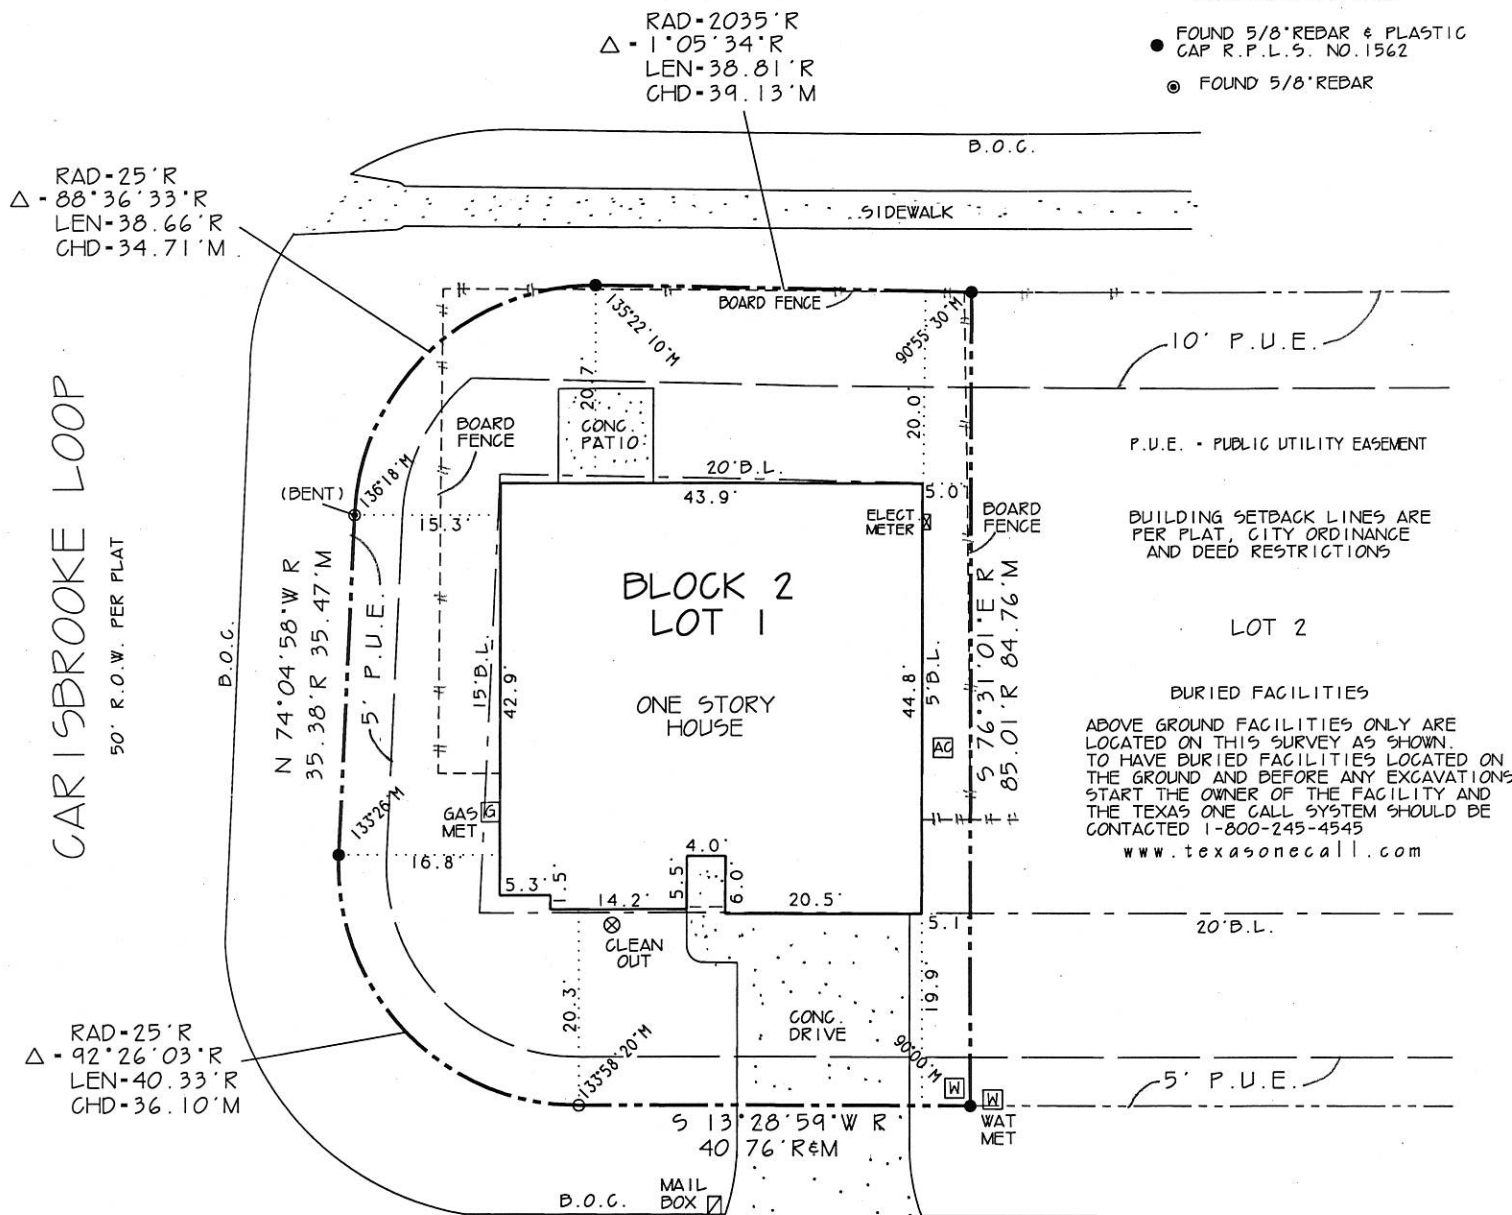 RAD-2035'R
△ - 1°05'34"R
LEN-38.81'R
CHD-39.13'M
FOUND 5/8"REBAR & PLASTIC
CAP R.P.L.S. NO.1562
FOUND 5/8"REBAR
B.O.C.
RAD-25'R
△ - 88°36'33"R
LEN-38.66'R
CHD-34.71'M
SIDEWALK
BOARD FENCE
135°22'10"M
90°55'30"M
10' P.U.E.
20.7'
20.0'
BOARD
FENCE
CONC.
PATIO
P.U.E. - PUBLIC UTILITY EASEMENT
136°18'M
(BENT)
15.3'
20'B.L.
43.9'
5.0'
ELECT
METER
BOARD
FENCE
BUILDING SETBACK LINES ARE
PER PLAT, CITY ORDINANCE
AND DEED RESTRICTIONS
CARISBROOKE LOOP
50' R.O.W. PER PLAT
B.O.C.
N 74°04'58"W R
35.38'R 35.47'M
5' P.U.E.
15'B.L.
42.9'
BLOCK 2
LOT 1
ONE STORY
HOUSE
44.8'
5'B.L.
AC
S 76°31'01"E R
85.01'R 84.76'M
LOT 2
BURIED FACILITIES
ABOVE GROUND FACILITIES ONLY ARE
LOCATED ON THIS SURVEY AS SHOWN.
TO HAVE BURIED FACILITIES LOCATED ON
THE GROUND AND BEFORE ANY EXCAVATIONS
START THE OWNER OF THE FACILITY AND
THE TEXAS ONE CALL SYSTEM SHOULD BE
CONTACTED 1-800-245-4545
www.texasonecall.com
133°26'M
GAS
MET
G
16.8'
5.3'
1.5'
14.2'
5.5'
4.0'
6.0'
20.5'
5.1'
20'B.L.
CLEAN
OUT
20.3'
19.9'
CONC.
DRIVE
RAD-25'R
△ - 92°26'03"R
LEN-40.33'R
CHD-36.10'M
133°58'20"M
90°00'M
W
W
WAT
MET
5' P.U.E.
S 13°28'59"W R
40.76'R&M
MAIL
BOX
B.O.C.